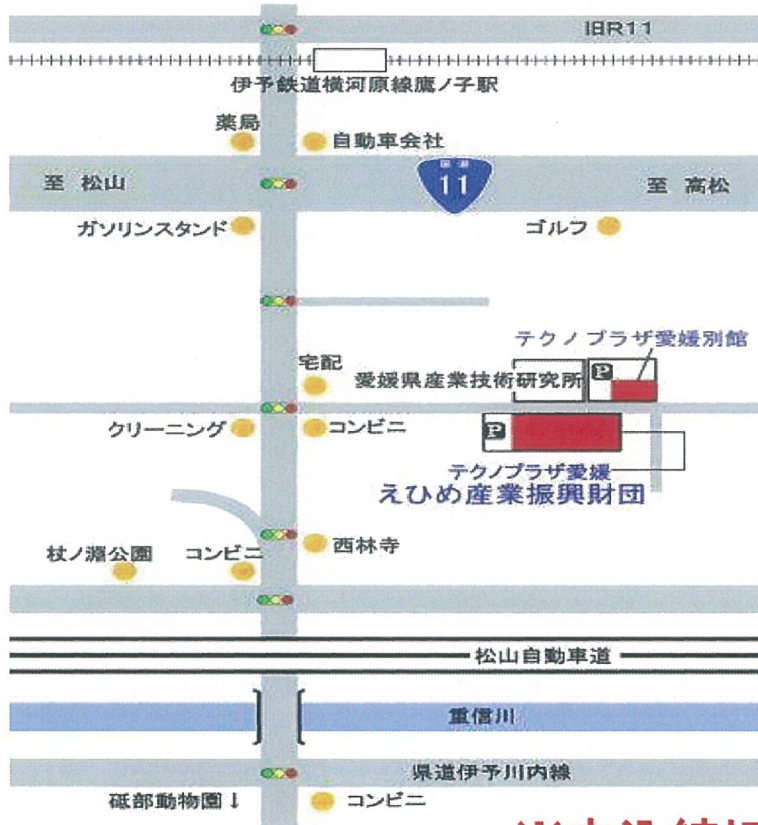 旧R11
伊予鉄道横河原線鷹ノ子駅
薬局
自動車会社
至 松山
国道
11
至 高松
ガソリンスタンド
ゴルフ
テクノプラザ愛媛別館
宅配
愛媛県産業技術研究所
P
クリーニング
コンビニ
P
テクノプラザ愛媛
えひめ産業振興財団
杖ノ淵公園
コンビニ
西林寺
松山自動車道
重信川
県道伊予川内線
砥部動物園↓
コンビニ